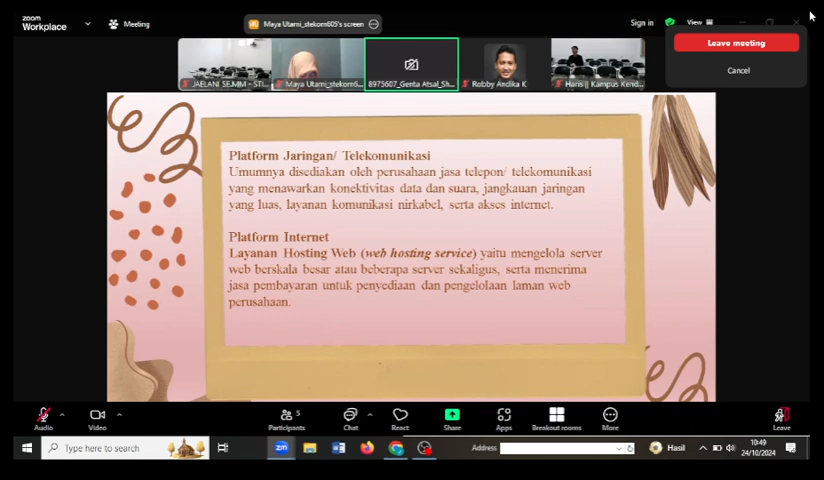 zoom
Workplace
Meeting
Maya Utami_stekom605's screen
Sign in
View
Leave meeting
Cancel
JAELANI SE,MM - STI...
Maya Utami_stekom6...
8975607_Genta Atsal_Sh...
Robby Andika K
Haris || Kampus Kend...
Platform Jaringan/ Telekomunikasi
Umumnya disediakan oleh perusahaan jasa telepon/ telekomunikasi
yang menawarkan konektivitas data dan suara, jangkauan jaringan
yang luas, layanan komunikasi nirkabel, serta akses internet.
Platform Internet
Layanan Hosting Web (web hosting service) yaitu mengelola server
web berskala besar atau beberapa server sekaligus, serta menerima
jasa pembayaran untuk penyediaan dan pengelolaan laman web
perusahaan.
Audio
Video
5
Participants
Chat
React
Share
Apps
Breakout rooms
More
Leave
Type here to search
zm
Address
Hasil
10:49
24/10/2024